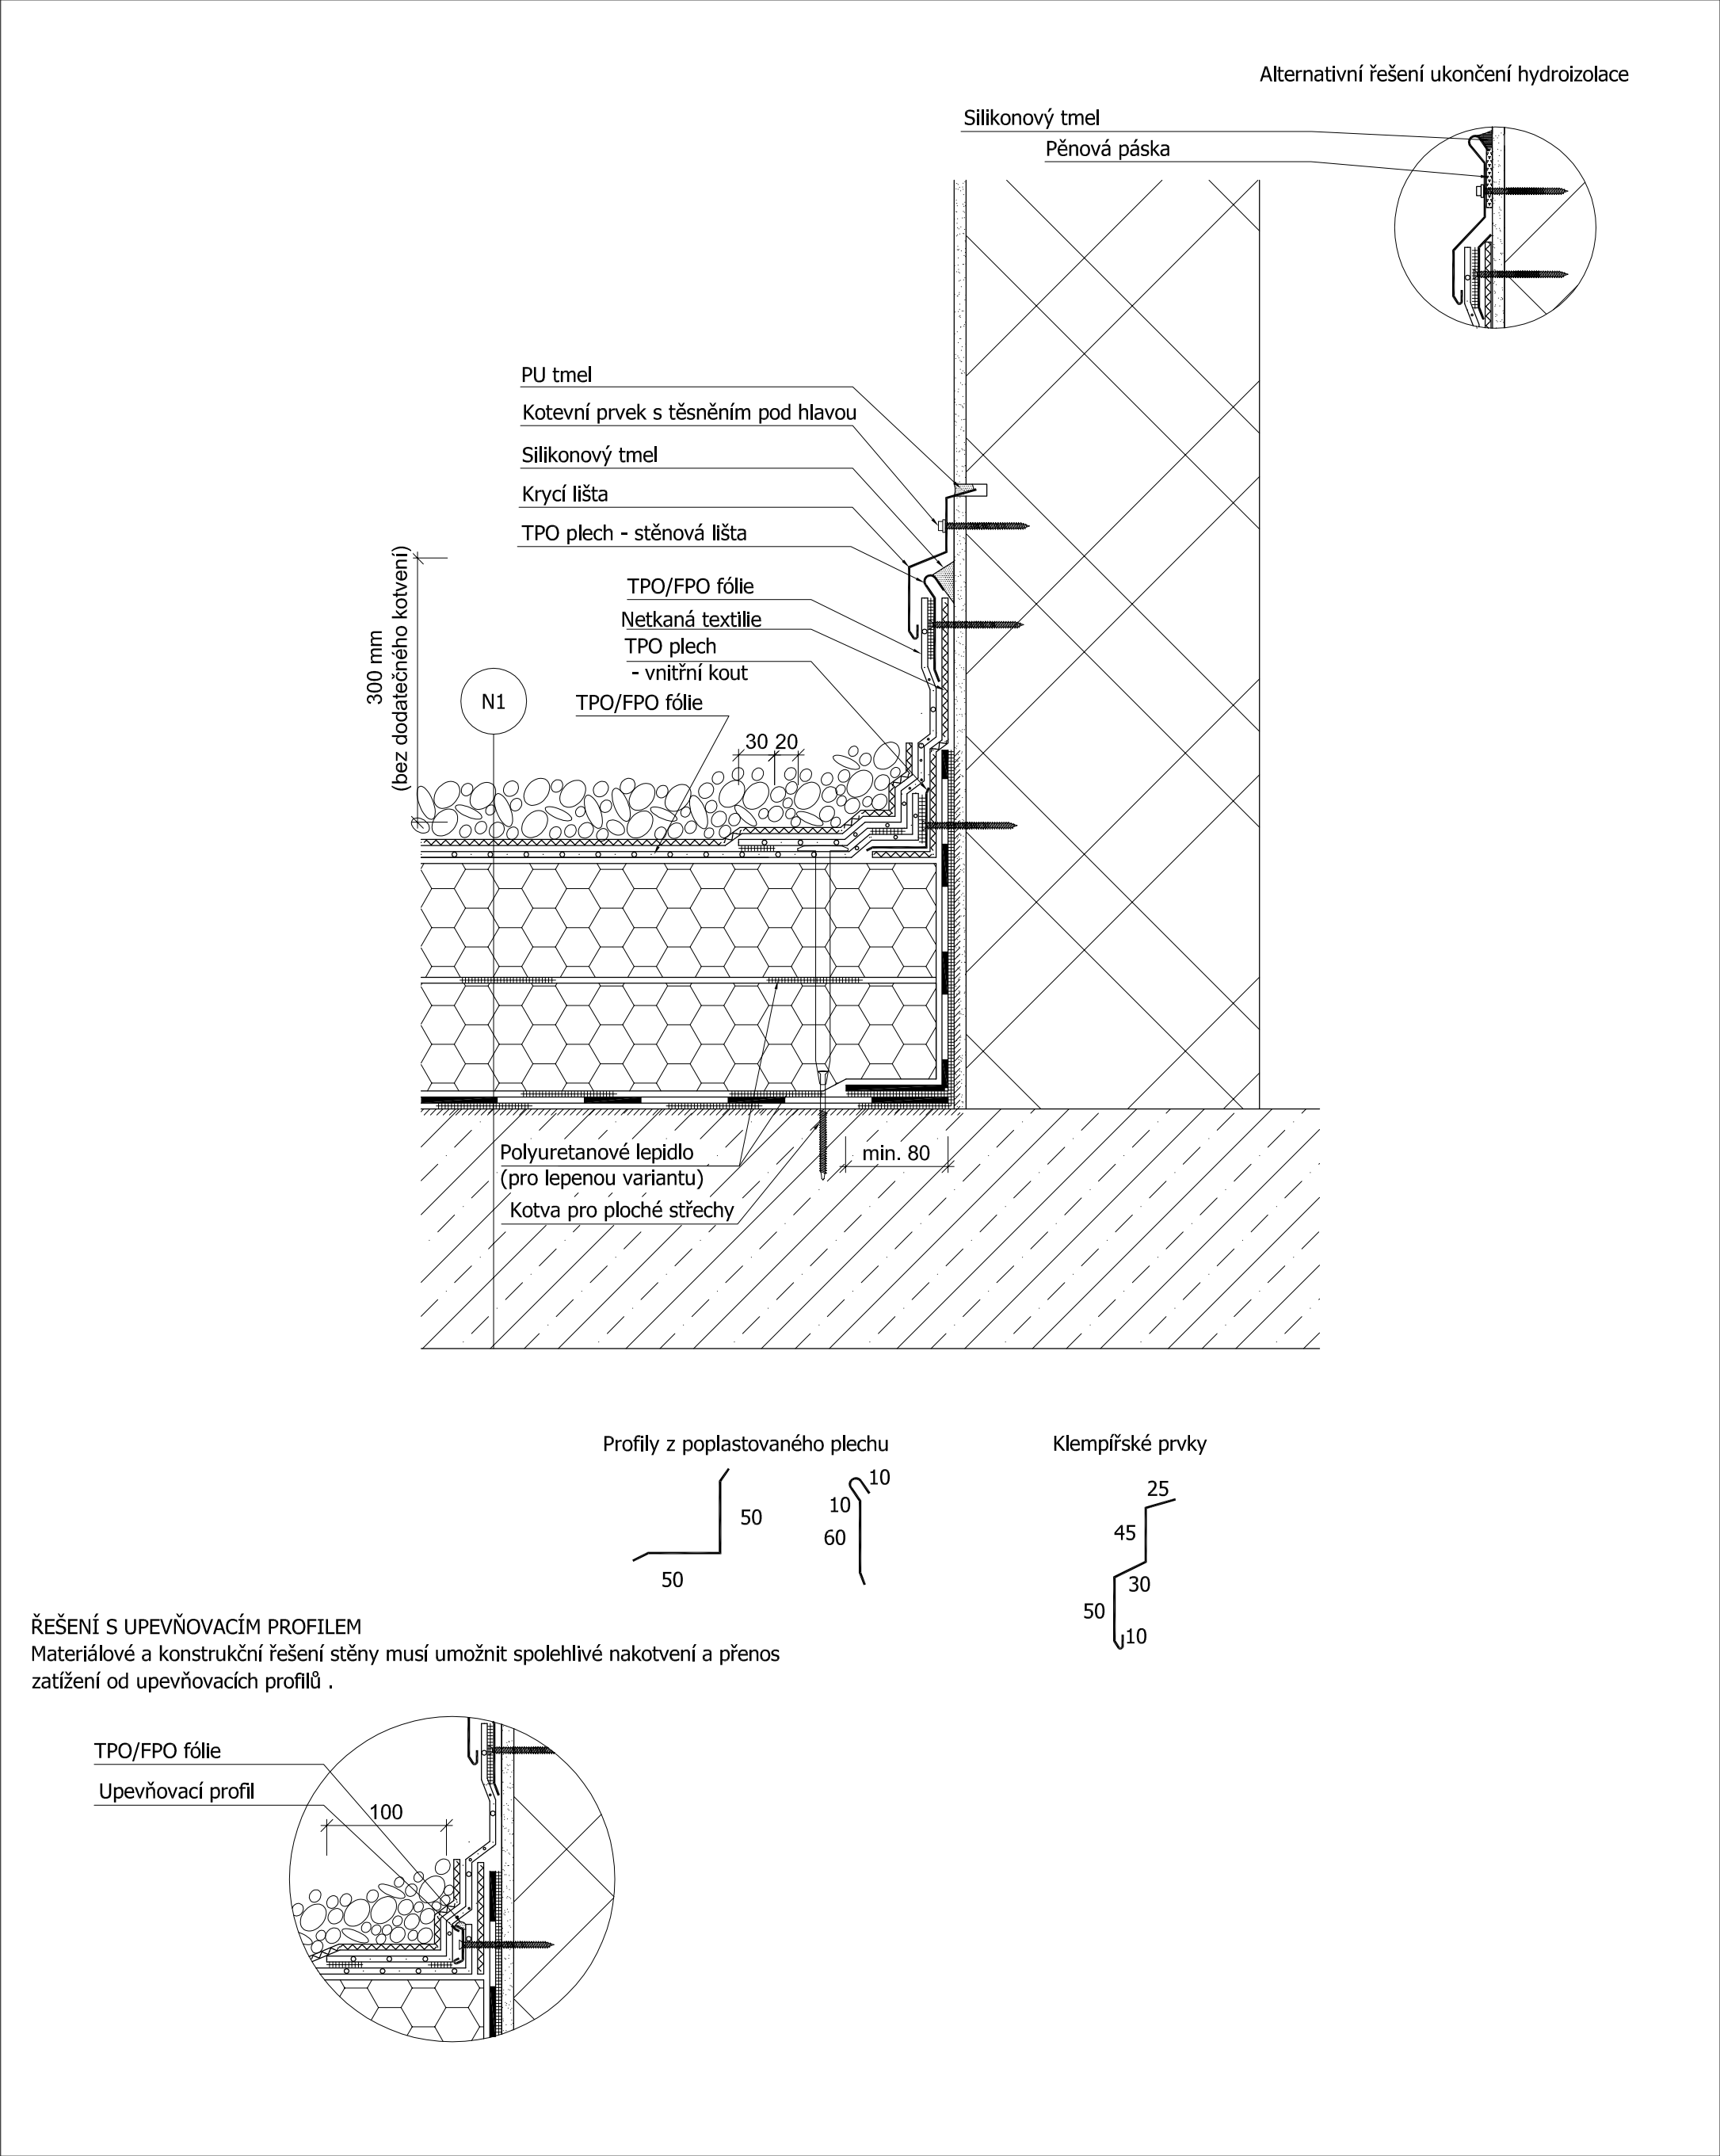 Alternativní řešení ukončení hydroizolace
Silikonový tmel
Pěnová páska
PU tmel
Kotevní prvek s těsněním pod hlavou
Silikonový tmel
Krycí lišta
TPO plech - stěnová lišta
TPO/FPO fólie
Netkaná textilie
TPO plech
- vnitřní kout
TPO/FPO fólie
300 mm
(bez dodatečného kotvení)
N1
30 20
Polyuretanové lepidlo
(pro lepenou variantu)
Kotva pro ploché střechy
min. 80
Profily z poplastovaného plechu
50
50
10
10
60
Klempířské prvky
25
45
30
50
10
ŘEŠENÍ S UPEVŇOVACÍM PROFILEM
Materiálové a konstrukční řešení stěny musí umožnit spolehlivé nakotvení a přenos
zatížení od upevňovacích profilů .
TPO/FPO fólie
Upevňovací profil
100